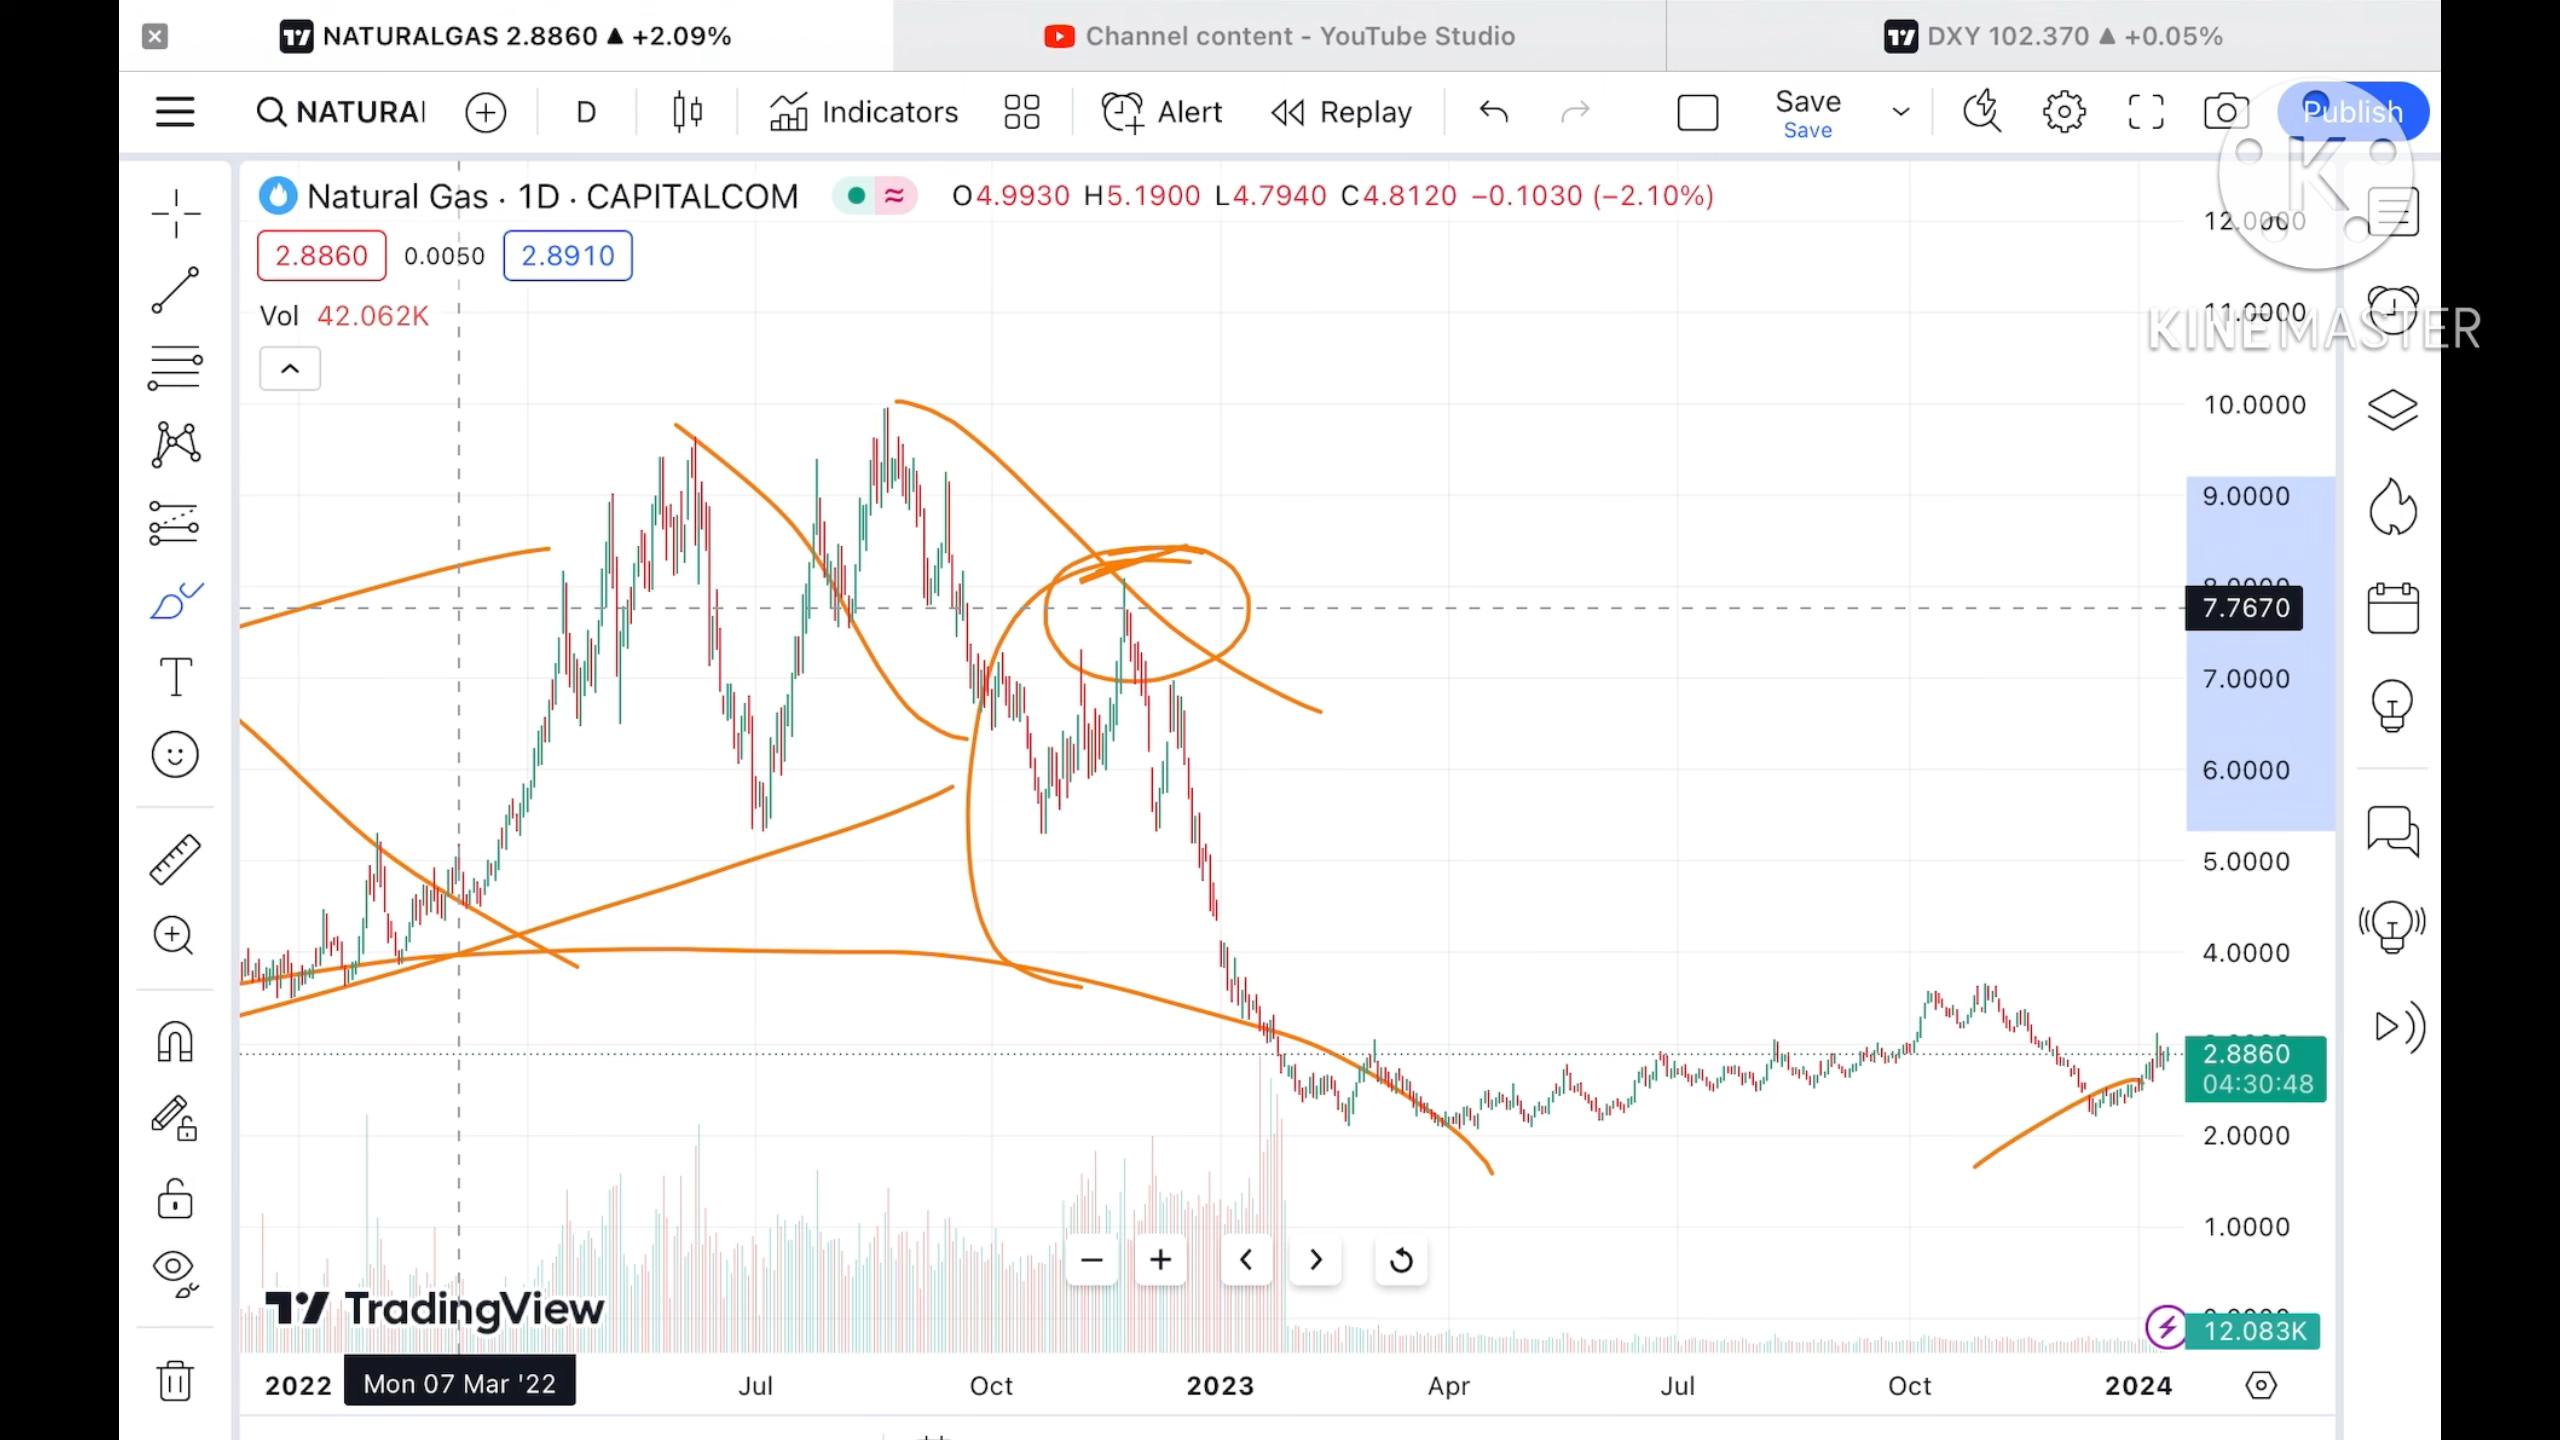 NATURALGAS 2.8860 ▲ +2.09%
Channel content - YouTube Studio
DXY 102.370 ▲ +0.05%
NATURAI
D
Indicators
Alert
Replay
Save
Save
Publish
K
KINEMASTER
Natural Gas · 1D · CAPITALCOM
O4.9930 H5.1900 L4.7940 C4.8120 −0.1030 (−2.10%)
2.8860 0.0050 2.8910
Vol 42.062K
12.0000
11.0000
10.0000
9.0000
8.0000
7.7670
7.0000
6.0000
5.0000
4.0000
2.8860
04:30:48
2.0000
1.0000
12.083K
TradingView
2022 Mon 07 Mar '22 Jul Oct 2023 Apr Jul Oct 2024